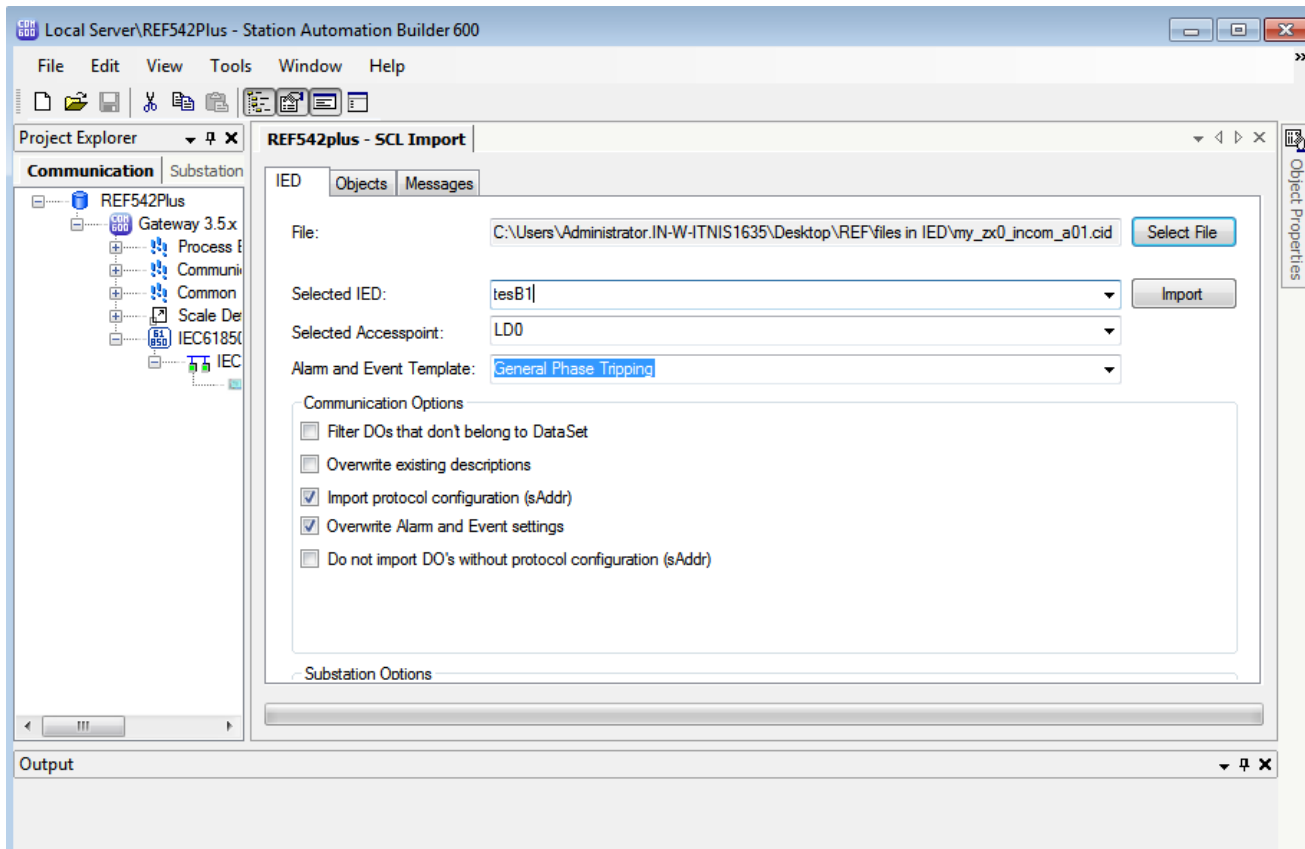 Local Server\REF542Plus - Station Automation Builder 600
File Edit View Tools Window Help
Project Explorer
Communication Substation
REF542Plus
Gateway 3.5.x
Process E
Communi
Common
Scale De
IEC6185
IEC
REF542plus - SCL Import
IED Objects Messages
File: C:\Users\Administrator.IN-W-ITNIS1635\Desktop\REF\files in IED\my_zx0_incom_a01.cid Select File
Selected IED: tesB1 Import
Selected Accesspoint: LD0
Alarm and Event Template: General Phase Tripping
Communication Options
Filter DOs that don't belong to DataSet
Overwrite existing descriptions
Import protocol configuration (sAddr)
Overwrite Alarm and Event settings
Do not import DO's without protocol configuration (sAddr)
Substation Options
Object Properties
Output